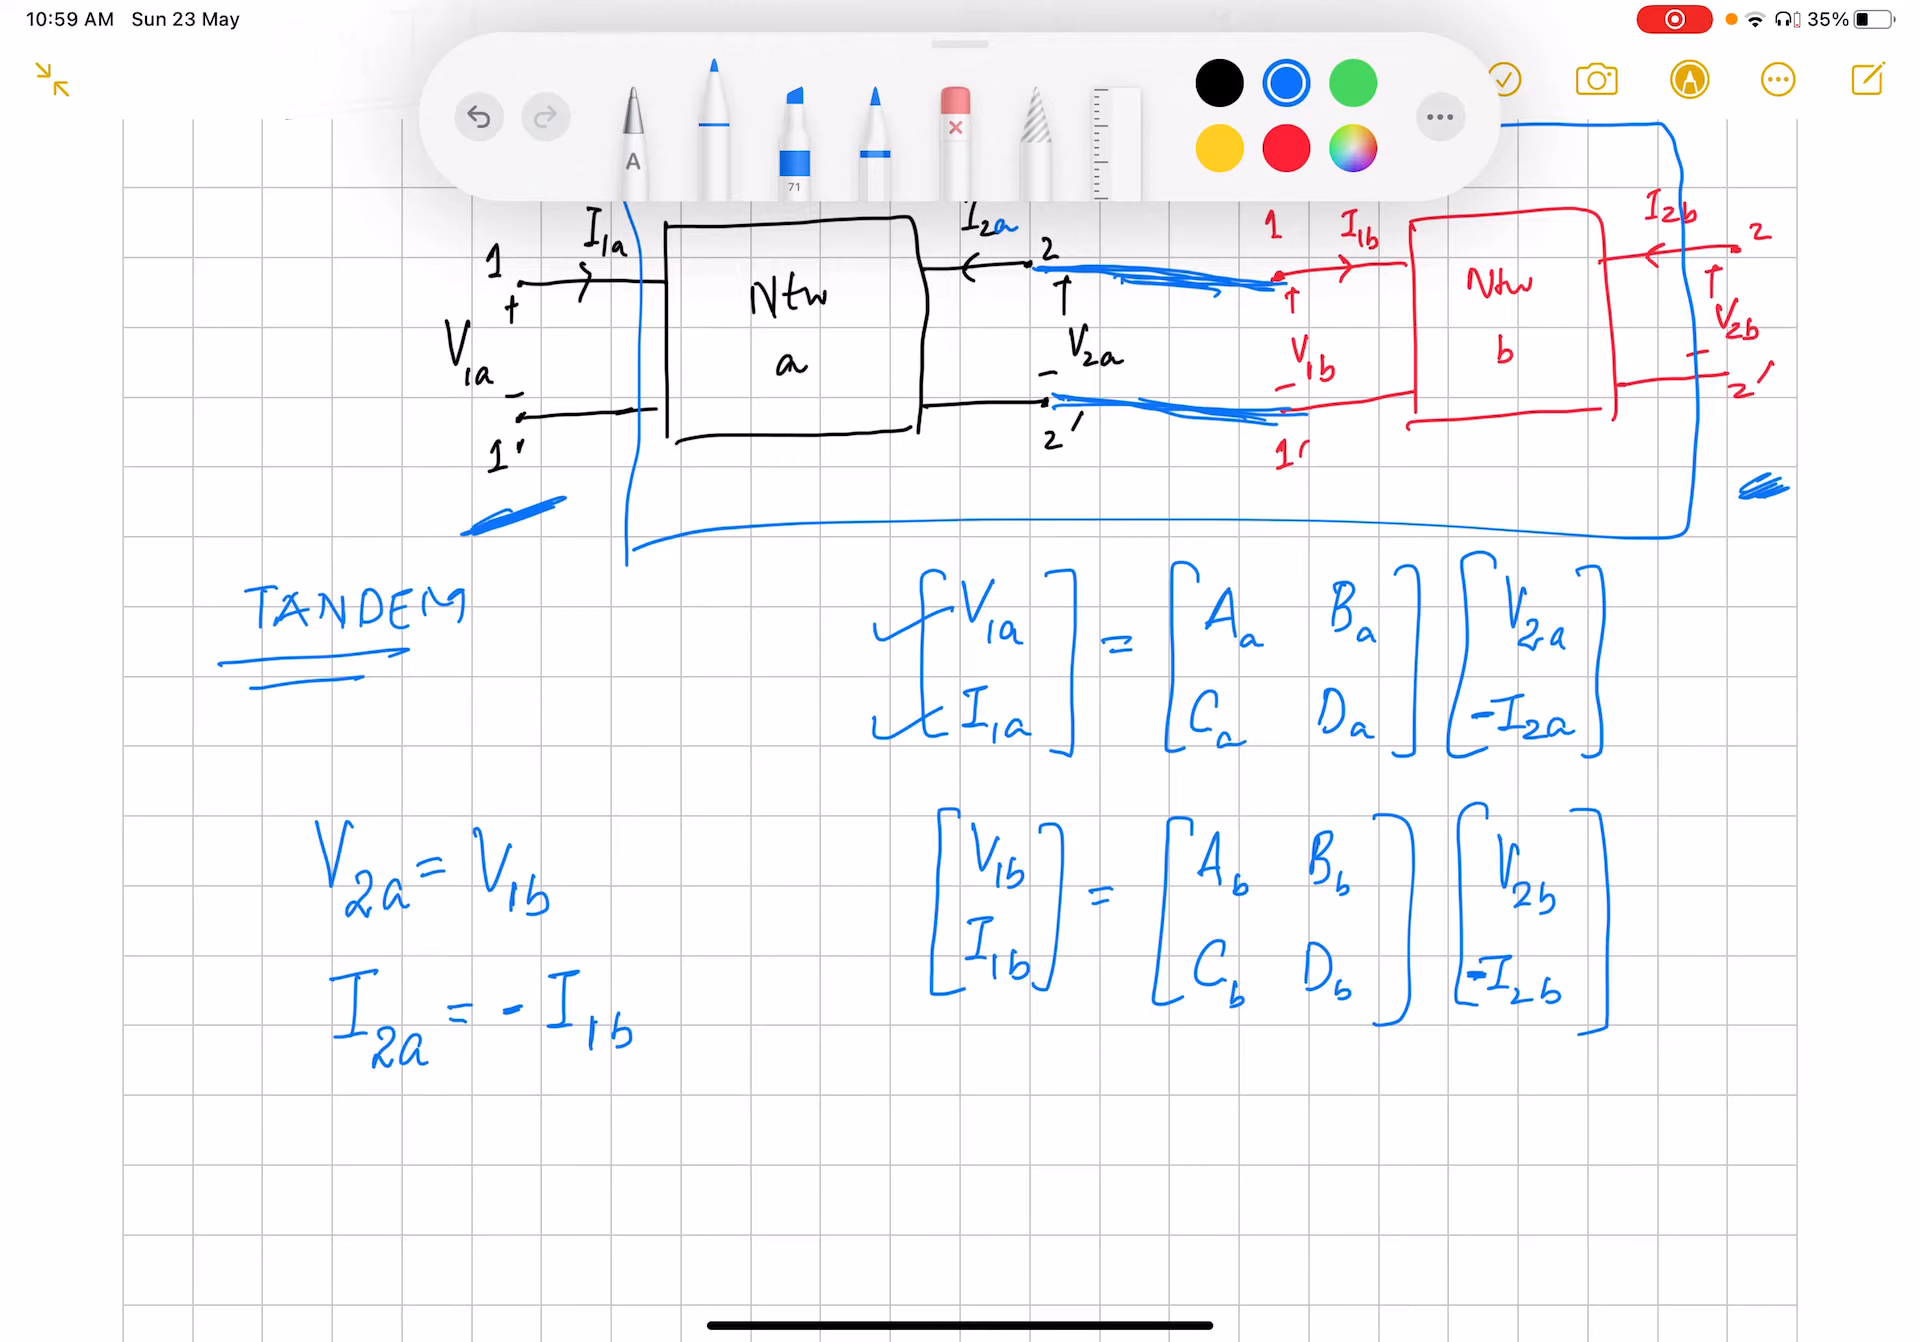 10:59 AM Sun 23 May
35%
A
71
I1a
I2a
1
I1b
I2b
1
2
2
+
Ntw
a
Ntw
b
V1a
V2a
V1b
V2b
-
-
-
-
1'
2'
1'
2'
TANDEM
[V1a] = [Aa Ba] [V2a]
[I1a] [Ca Da] [-I2a]
V2a = V1b
[V1b] = [Ab Bb] [V2b]
[I1b] [Cb Db] [-I2b]
I2a = - I1b